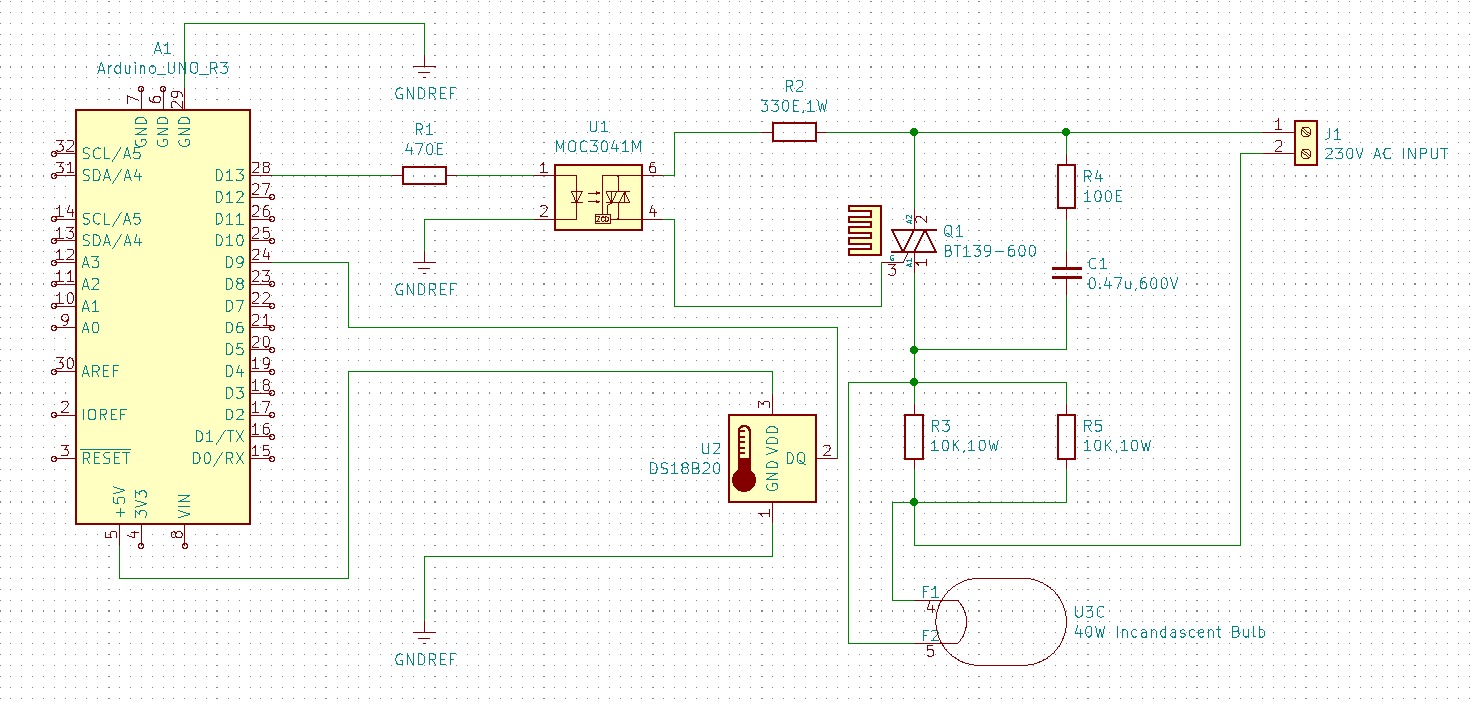 A1
Arduino_UNO_R3
7
6
29
GND
GND
GND
32
SCL/A5
31
SDA/A4
14
SCL/A5
13
SDA/A4
12
A3
11
A2
10
A1
9
A0
30
AREF
2
IOREF
3
RESET
D13
28
D12
27
D11
26
D10
25
D9
24
D8
23
D7
22
D6
21
D5
20
D4
19
D3
18
D2
17
D1/TX
16
D0/RX
15
+5V
3V3
VIN
5
4
8
GNDREF
R1
470E
U1
MOC3041M
1
2
6
4
ZCD
GNDREF
R2
330E,1W
A2
2
Q1
BT139-600
G
3
A1
1
R4
100E
C1
0.47u,600V
1
2
J1
230V AC INPUT
3
U2
DS18B20
VDD
GND
DQ
2
1
GNDREF
R3
10K,10W
R5
10K,10W
F1
4
F2
5
U3C
40W Incandascent Bulb